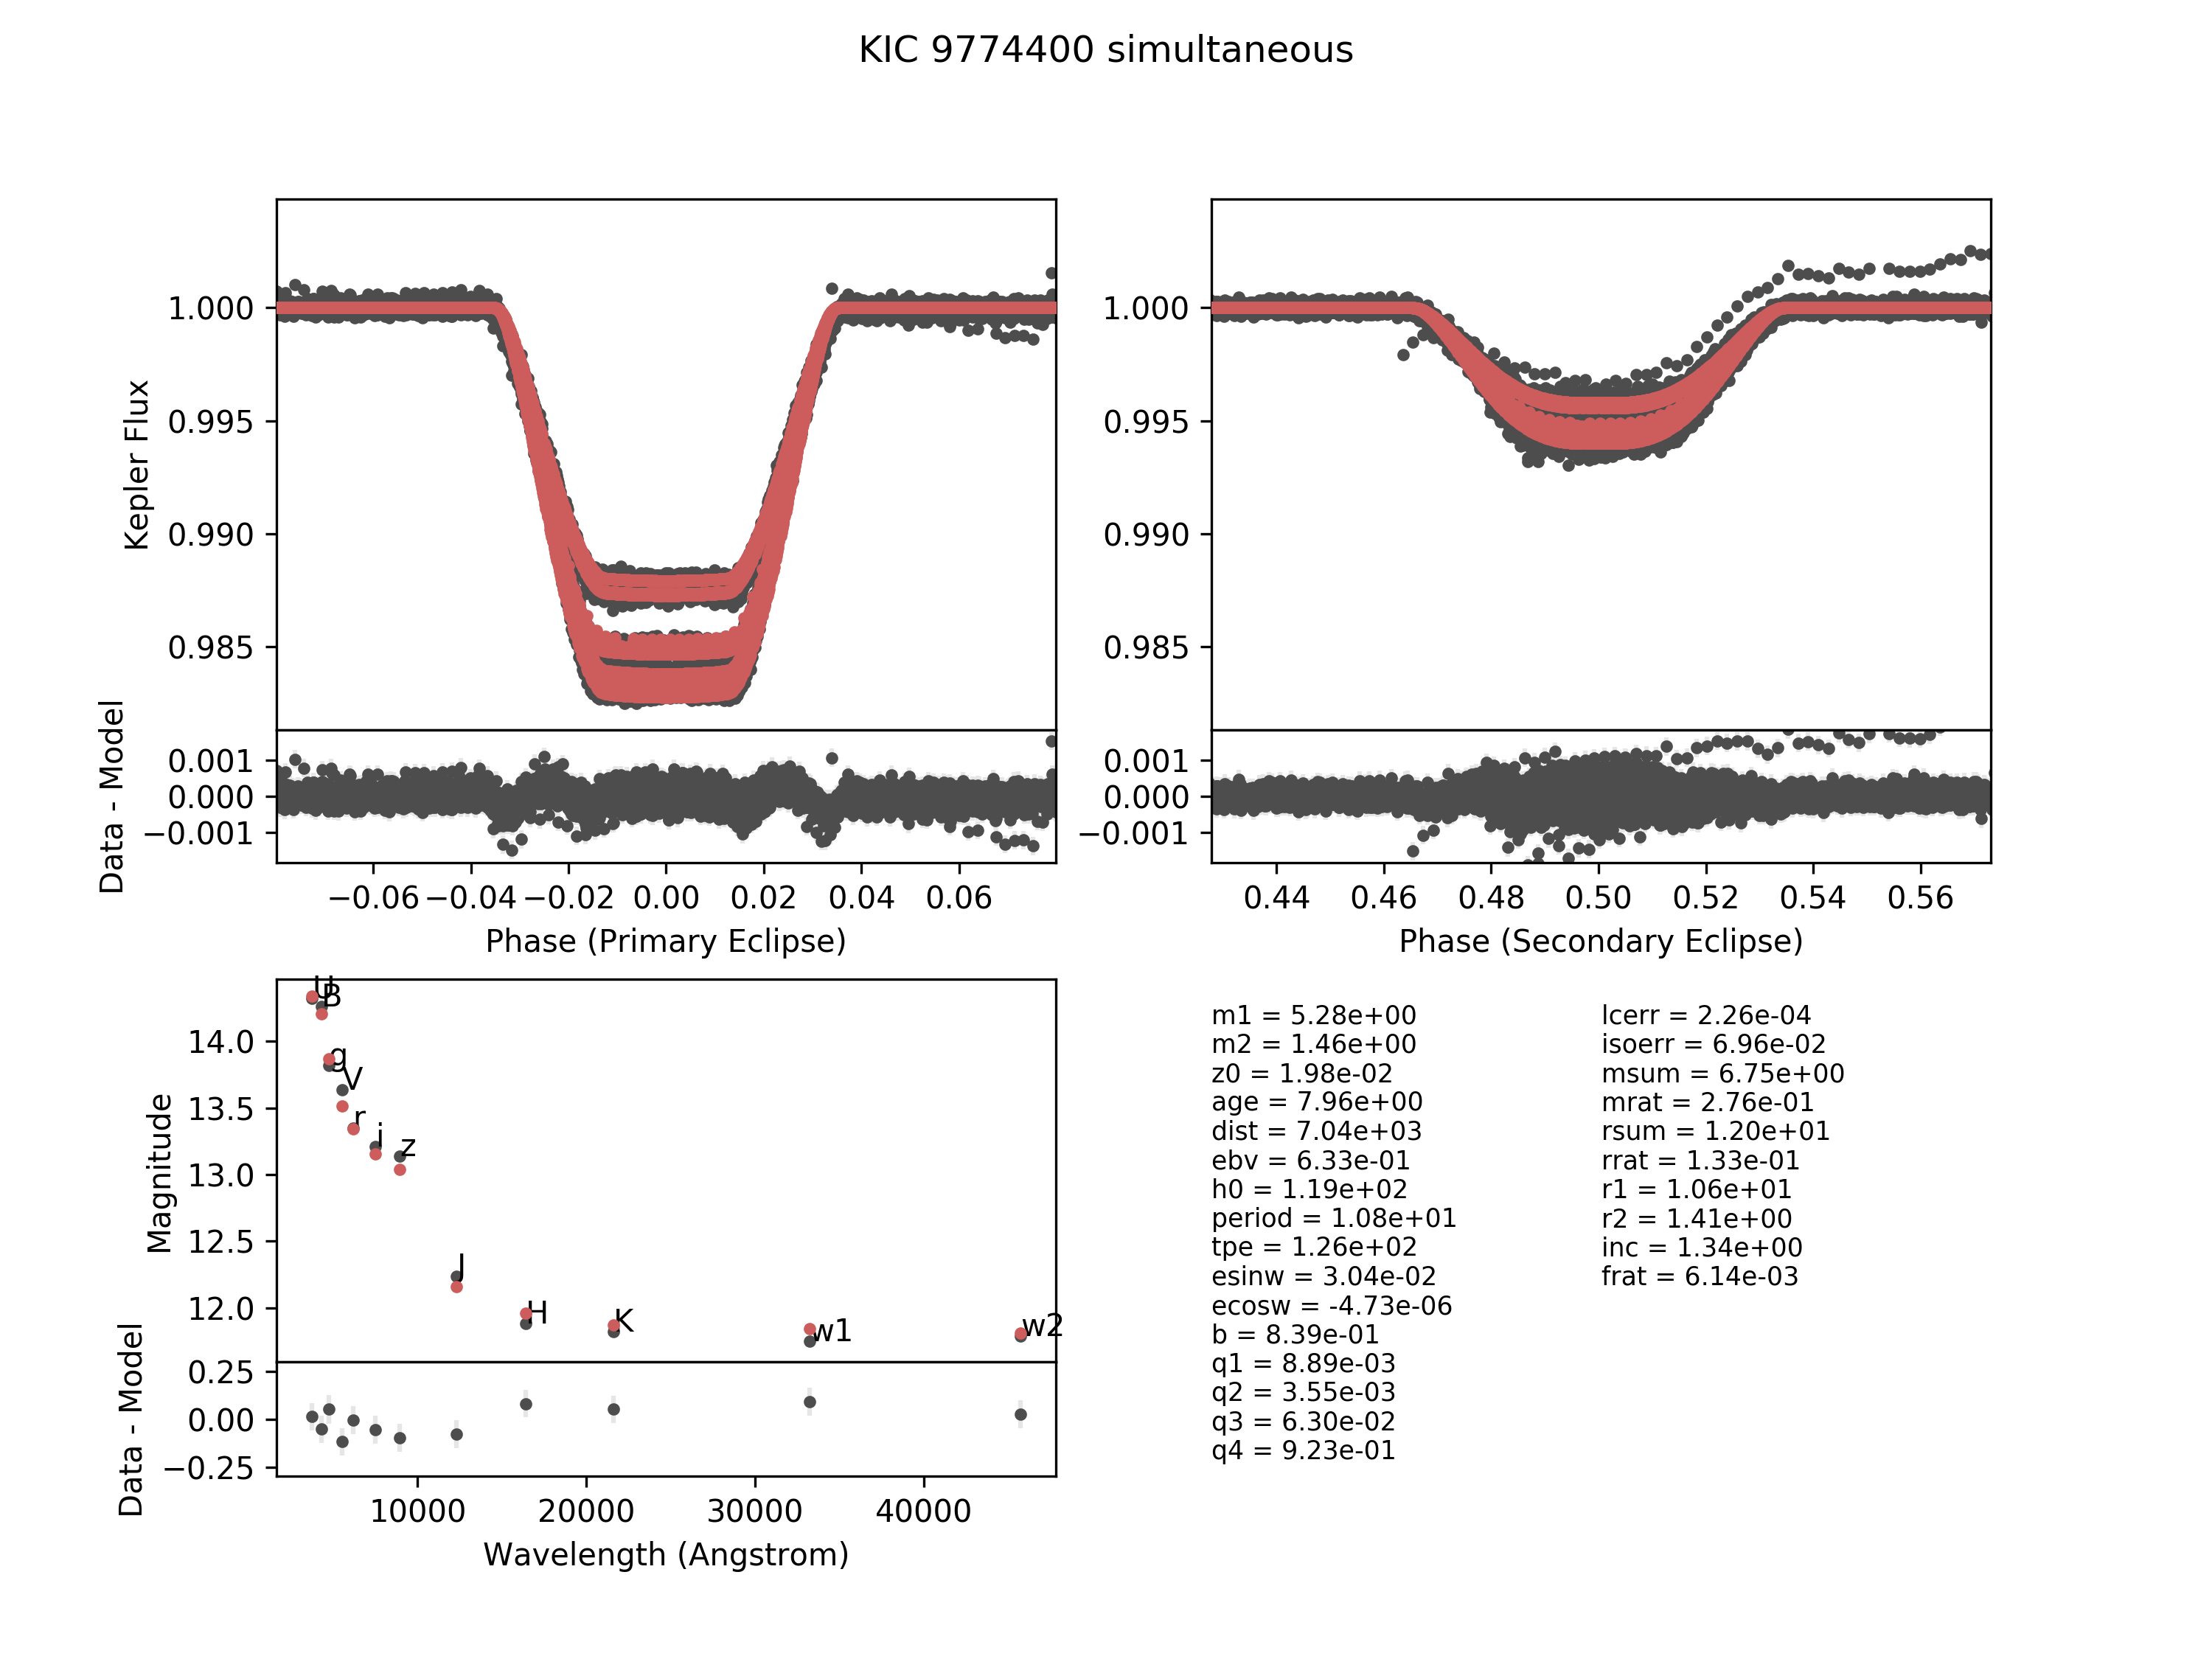 KIC 9774400 simultaneous
Kepler Flux
1.000
0.995
0.990
0.985
Data - Model
0.001
0.000
−0.001
−0.06 −0.04 −0.02 0.00 0.02 0.04 0.06
Phase (Primary Eclipse)
1.000
0.995
0.990
0.985
0.001
0.000
−0.001
0.44 0.46 0.48 0.50 0.52 0.54 0.56
Phase (Secondary Eclipse)
Magnitude
14.0
13.5
13.0
12.5
12.0
U
B
g
V
r
i
z
J
H
K
w1
w2
Data - Model
0.25
0.00
−0.25
10000 20000 30000 40000
Wavelength (Angstrom)
m1 = 5.28e+00
m2 = 1.46e+00
z0 = 1.98e-02
age = 7.96e+00
dist = 7.04e+03
ebv = 6.33e-01
h0 = 1.19e+02
period = 1.08e+01
tpe = 1.26e+02
esinw = 3.04e-02
ecosw = -4.73e-06
b = 8.39e-01
q1 = 8.89e-03
q2 = 3.55e-03
q3 = 6.30e-02
q4 = 9.23e-01
lcerr = 2.26e-04
isoerr = 6.96e-02
msum = 6.75e+00
mrat = 2.76e-01
rsum = 1.20e+01
rrat = 1.33e-01
r1 = 1.06e+01
r2 = 1.41e+00
inc = 1.34e+00
frat = 6.14e-03